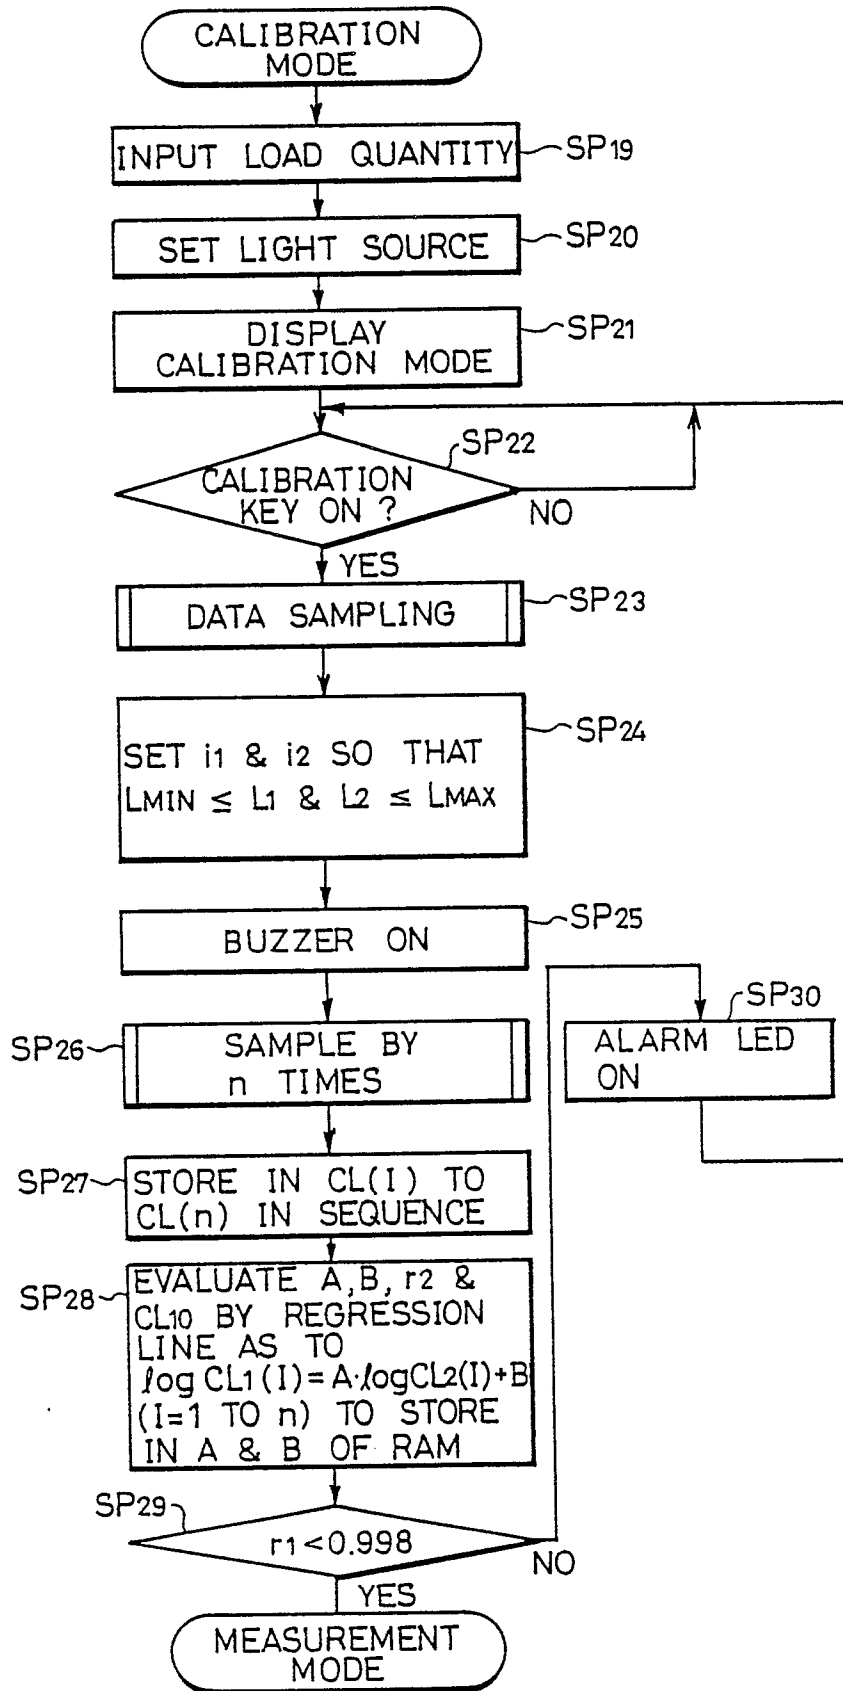 CALIBRATION
MODE
INPUT LOAD QUANTITY
SP19
SET LIGHT SOURCE
SP20
DISPLAY
CALIBRATION MODE
SP21
SP22
CALIBRATION
KEY ON ?
NO
YES
DATA SAMPLING
SP23
SET i1 & i2 SO THAT
LMIN ≤ L1 & L2 ≤ LMAX
SP24
BUZZER ON
SP25
SP26
SAMPLE BY
n TIMES
SP30
ALARM LED
ON
SP27
STORE IN CL(I) TO
CL(n) IN SEQUENCE
SP28
EVALUATE A,B, r2 &
CL10 BY REGRESSION
LINE AS TO
log CL1(I)=A·logCL2(I)+B
(I=1 TO n) TO STORE
IN A & B OF RAM
SP29
r1<0.998
NO
YES
MEASUREMENT
MODE